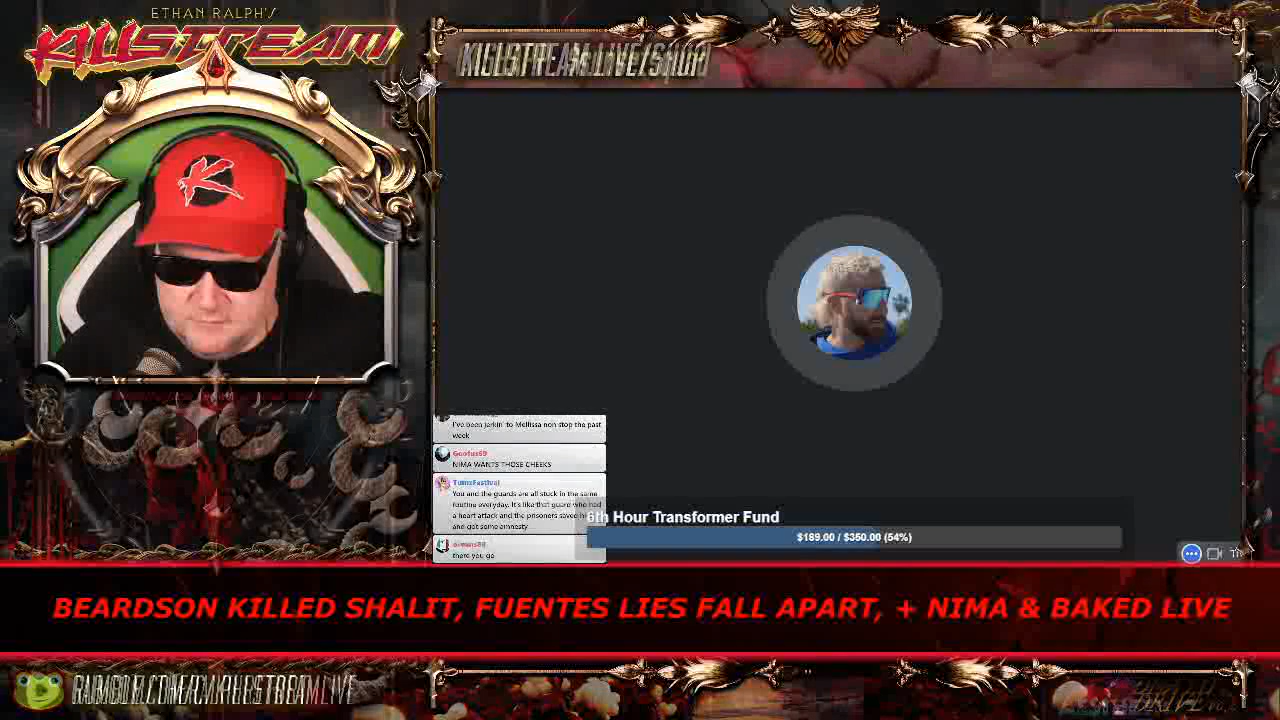 ETHAN RALPH'S
KILLSTREAM
I've been jerkin' to Mellissa non stop the past
week
Goofus69
NIMA WANTS THOSE CHEEKS
TumsFestival
You and the guards are all stuck in the same
routine everyday. It's like that guard who had
a heart attack and the prisoners saved
and got some amnesty
there you go
6th Hour Transformer Fund
$189.00 / $350.00 (54%)
BEARDSON KILLED SHALIT, FUENTES LIES FALL APART, + NIMA & BAKED LIVE